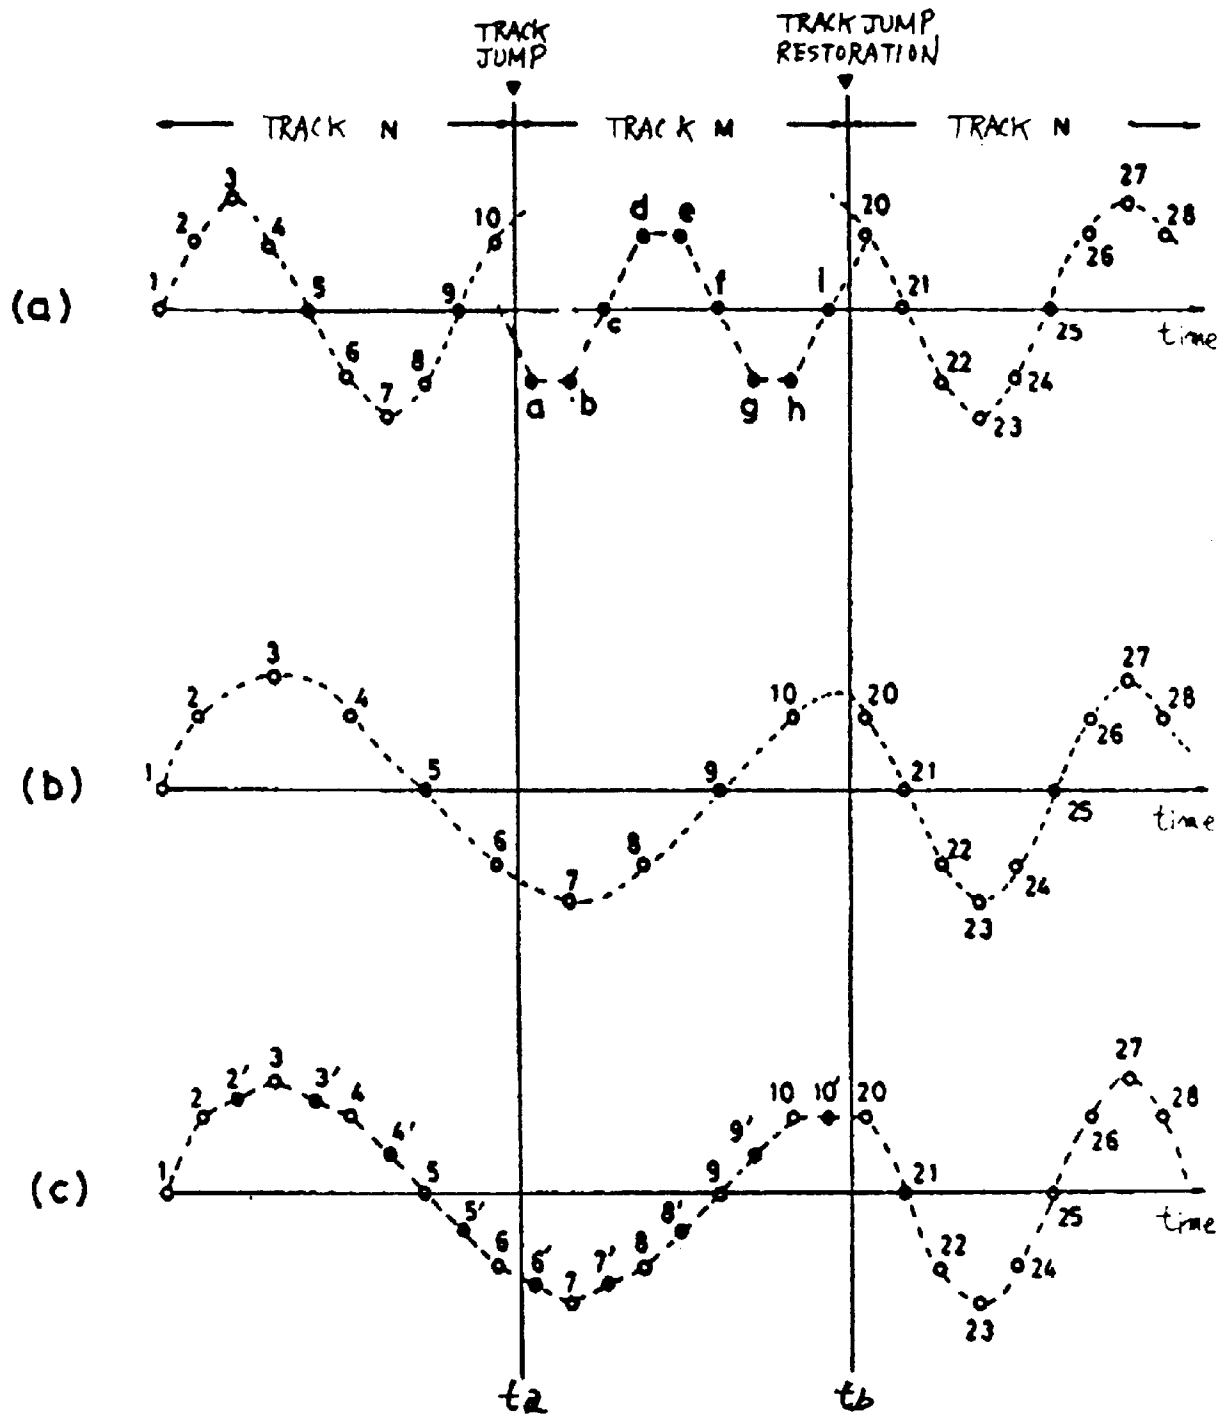 TRACK
JUMP
TRACK JUMP
RESTORATION
TRACK N
TRACK M
TRACK N
(a)
1 2 3 4 5 6 7 8 9 10 a b c d e f g h i 20 21 22 23 24 25 26 27 28
time
(b)
1 2 3 4 5 6 7 8 9 10 20 21 22 23 24 25 26 27 28
time
(c)
1 2 2' 3 3' 4 4' 5 5' 6 6' 7 7' 8 8' 9 9' 10 10' 20 21 22 23 24 25 26 27 28
time
ta
tb